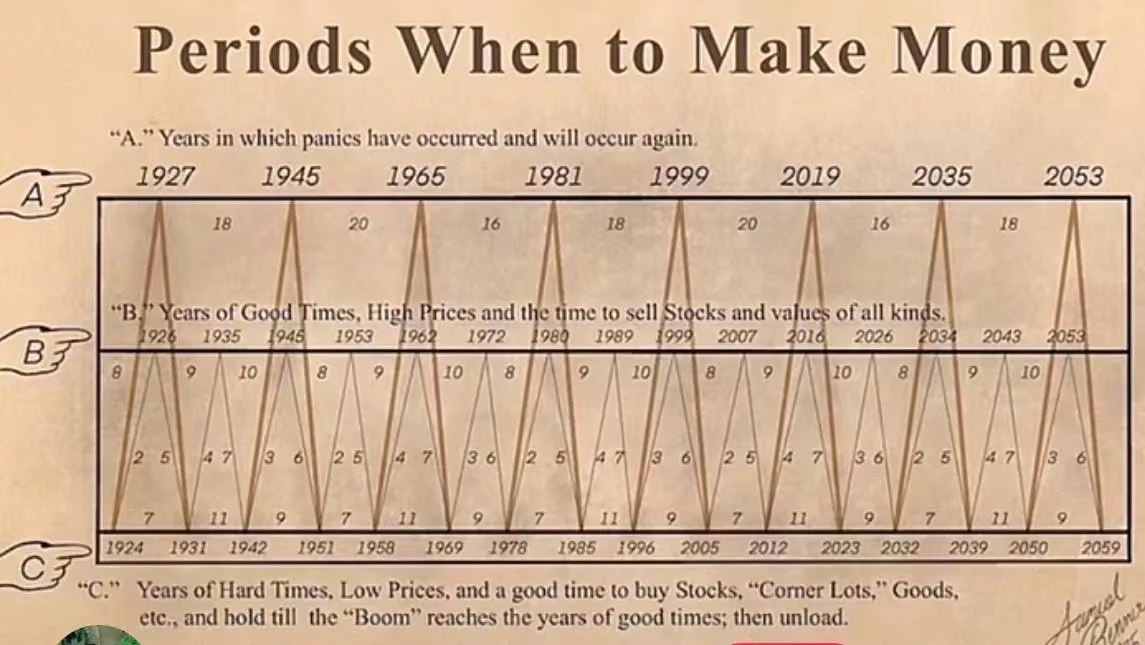 Periods When to Make Money
“A.” Years in which panics have occurred and will occur again.
A
1927 1945 1965 1981 1999 2019 2035 2053
18 20 16 18 20 16 18
“B.” Years of Good Times, High Prices and the time to sell Stocks and values of all kinds.
B
1926 1935 1945 1953 1962 1972 1980 1989 1999 2007 2016 2026 2034 2043 2053
8 9 10 8 9 10 8 9 10 8 9 10 8 9 10
2 5 4 7 3 6 2 5 4 7 3 6 2 5 4 7 3 6 2 5 4 7 3 6 2 5 4 7 3 6
7 11 9 7 11 9 7 11 9 7 11 9 7 11 9
C
1924 1931 1942 1951 1958 1969 1978 1985 1996 2005 2012 2023 2032 2039 2050 2059
“C.” Years of Hard Times, Low Prices, and a good time to buy Stocks, “Corner Lots,” Goods,
etc., and hold till the “Boom” reaches the years of good times; then unload.